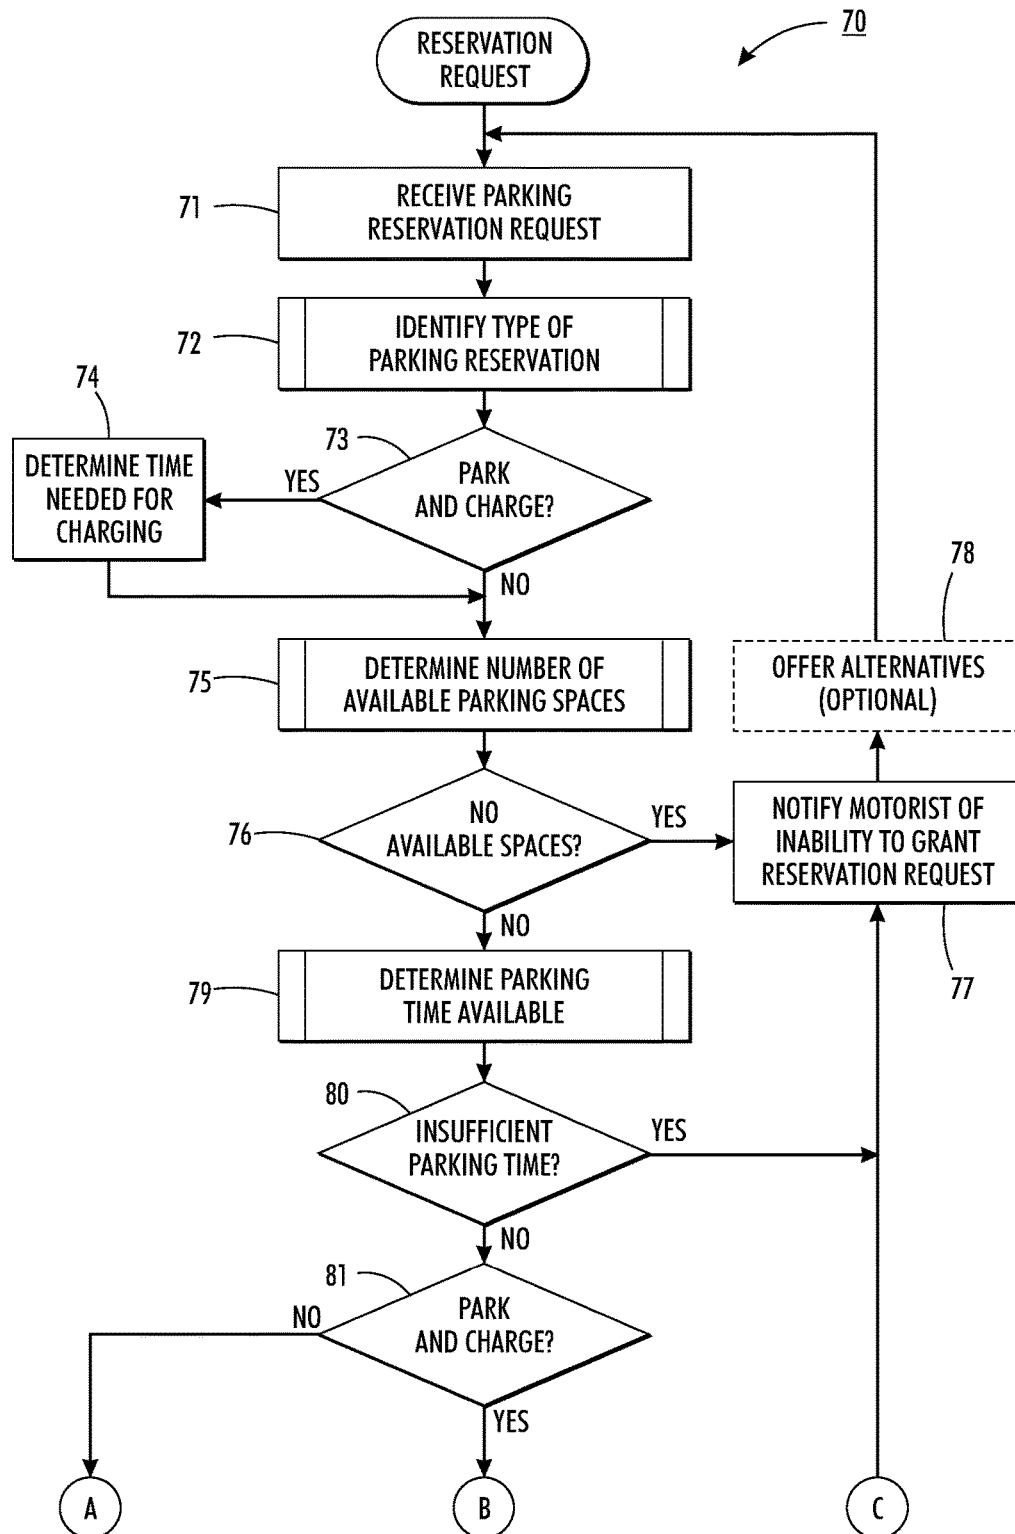 70
RESERVATION
REQUEST
71
RECEIVE PARKING
RESERVATION REQUEST
72
IDENTIFY TYPE OF
PARKING RESERVATION
74
73
DETERMINE TIME
NEEDED FOR
CHARGING
YES
PARK
AND CHARGE?
NO
78
75
DETERMINE NUMBER OF
AVAILABLE PARKING SPACES
OFFER ALTERNATIVES
(OPTIONAL)
76
NO
AVAILABLE SPACES?
YES
NOTIFY MOTORIST OF
INABILITY TO GRANT
RESERVATION REQUEST
NO
77
79
DETERMINE PARKING
TIME AVAILABLE
80
INSUFFICIENT
PARKING TIME?
YES
NO
81
NO
PARK
AND CHARGE?
YES
A
B
C